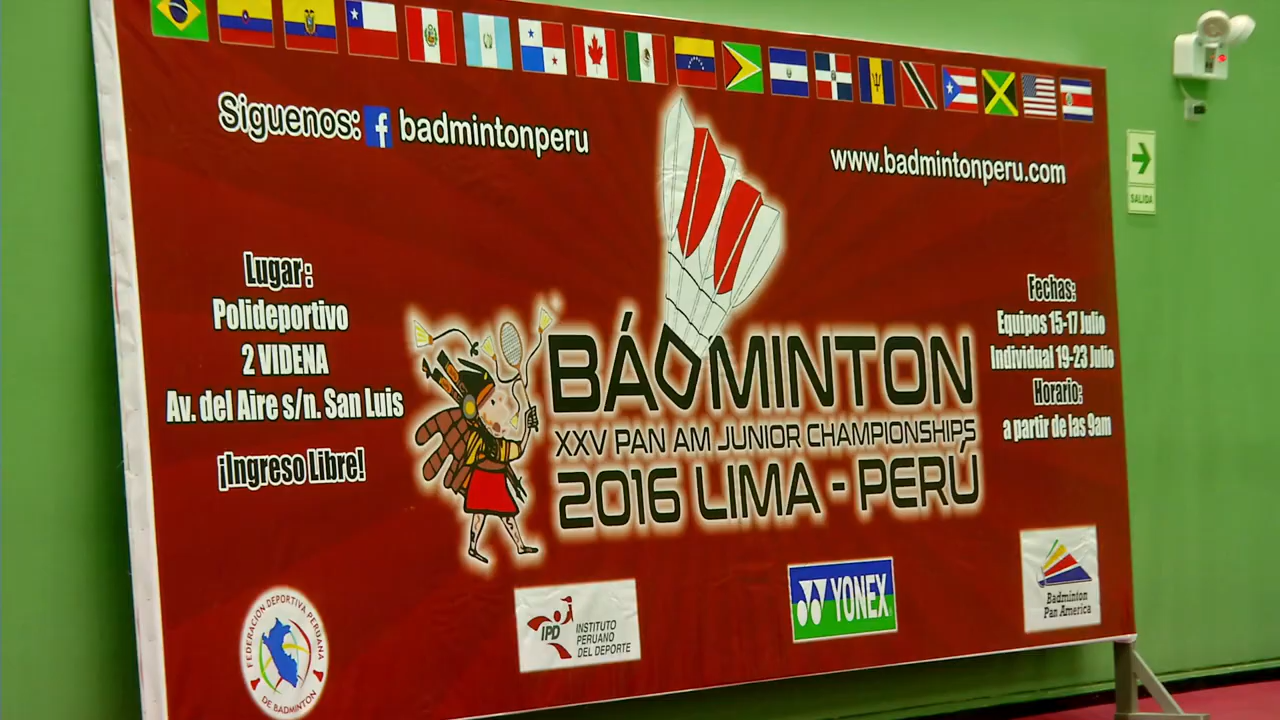 Siguenos: f badmintonperu
www.badmintonperu.com
Lugar:
Polideportivo
2 VIDENA
Av. del Aire s/n. San Luis
¡Ingreso Libre!
BÁDMINTON
XXV PAN AM JUNIOR CHAMPIONSHIPS
2016 LIMA - PERÚ
Fechas:
Equipos 15-17 Julio
Individual 19-23 Julio
Horario:
a partir de las 9am
FEDERACION DEPORTIVA PERUANA
DE BADMINTON
IPD
INSTITUTO
PERUANO
DEL DEPORTE
YONEX
Badminton
Pan America
SALIDA